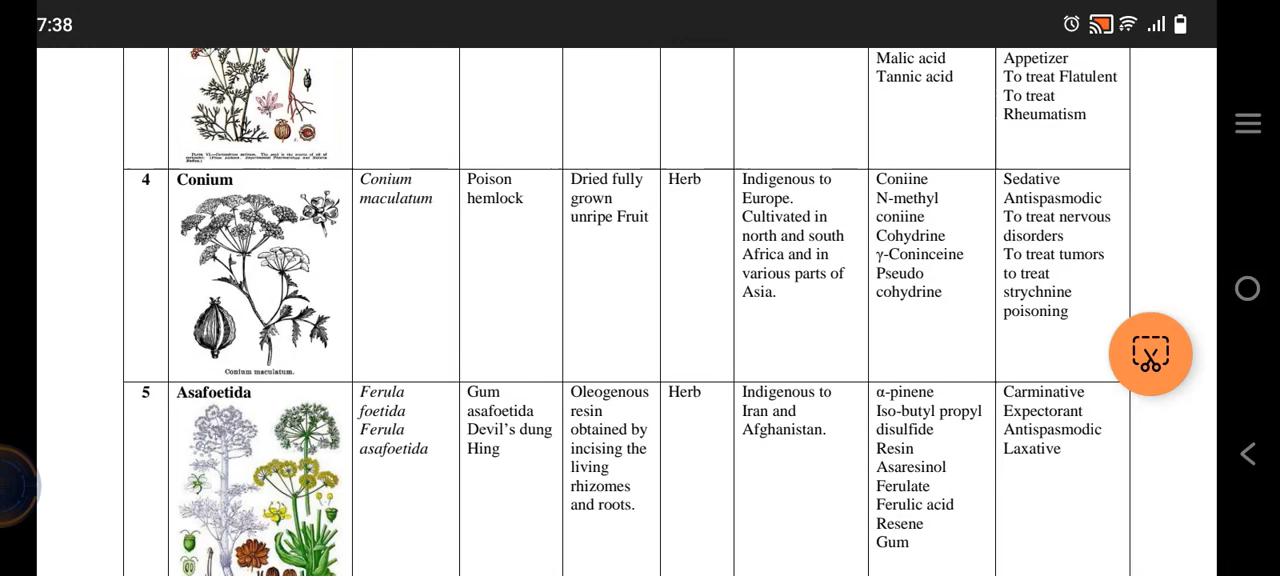 7:38
Malic acid
Tannic acid
Appetizer
To treat Flatulent
To treat
Rheumatism
4
Conium
Conium maculatum.
Conium
maculatum
Poison
hemlock
Dried fully
grown
unripe Fruit
Herb
Indigenous to
Europe.
Cultivated in
north and south
Africa and in
various parts of
Asia.
Coniine
N-methyl
coniine
Cohydrine
γ-Coninceine
Pseudo
cohydrine
Sedative
Antispasmodic
To treat nervous
disorders
To treat tumors
to treat
strychnine
poisoning
5
Asafoetida
Ferula
foetida
Ferula
asafoetida
Gum
asafoetida
Devil's dung
Hing
Oleogenous
resin
obtained by
incising the
living
rhizomes
and roots.
Herb
Indigenous to
Iran and
Afghanistan.
α-pinene
Iso-butyl propyl
disulfide
Resin
Asaresinol
Ferulate
Ferulic acid
Resene
Gum
Carminative
Expectorant
Antispasmodic
Laxative